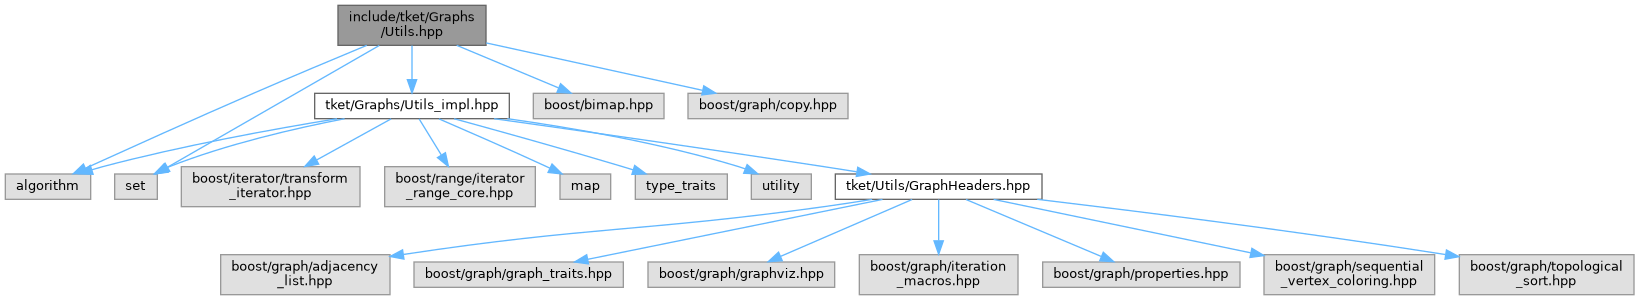 include/tket/Graphs
/Utils.hpp
tket/Graphs/Utils_impl.hpp
boost/bimap.hpp
boost/graph/copy.hpp
algorithm
set
boost/iterator/transform
_iterator.hpp
boost/range/iterator
_range_core.hpp
map
type_traits
utility
tket/Utils/GraphHeaders.hpp
boost/graph/adjacency
_list.hpp
boost/graph/graph_traits.hpp
boost/graph/graphviz.hpp
boost/graph/iteration
_macros.hpp
boost/graph/properties.hpp
boost/graph/sequential
_vertex_coloring.hpp
boost/graph/topological
_sort.hpp